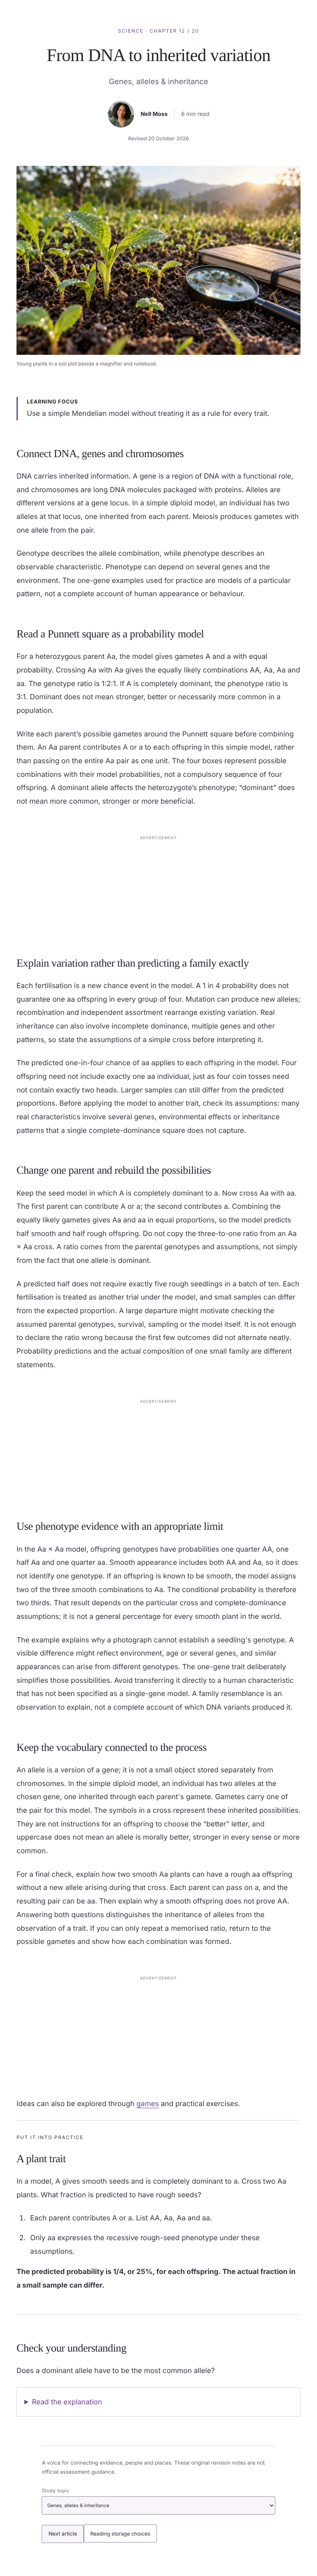 SCIENCE · CHAPTER 12 / 20
From DNA to inherited variation
Genes, alleles & inheritance
Nell Moss
6 min read
Revised 20 October 2026
Young plants in a soil plot beside a magnifier and notebook.
LEARNING FOCUS
Use a simple Mendelian model without treating it as a rule for every trait.
Connect DNA, genes and chromosomes
DNA carries inherited information. A gene is a region of DNA with a functional role,
and chromosomes are long DNA molecules packaged with proteins. Alleles are
different versions at a gene locus. In a simple diploid model, an individual has two
alleles at that locus, one inherited from each parent. Meiosis produces gametes with
one allele from the pair.
Genotype describes the allele combination, while phenotype describes an
observable characteristic. Phenotype can depend on several genes and the
environment. The one-gene examples used for practice are models of a particular
pattern, not a complete account of human appearance or behaviour.
Read a Punnett square as a probability model
For a heterozygous parent Aa, the model gives gametes A and a with equal
probability. Crossing Aa with Aa gives the equally likely combinations AA, Aa, Aa and
aa. The genotype ratio is 1:2:1. If A is completely dominant, the phenotype ratio is
3:1. Dominant does not mean stronger, better or necessarily more common in a
population.
Write each parent’s possible gametes around the Punnett square before combining
them. An Aa parent contributes A or a to each offspring in this simple model, rather
than passing on the entire Aa pair as one unit. The four boxes represent possible
combinations with their model probabilities, not a compulsory sequence of four
offspring. A dominant allele affects the heterozygote’s phenotype; “dominant” does
not mean more common, stronger or more beneficial.
ADVERTISEMENT
Explain variation rather than predicting a family exactly
Each fertilisation is a new chance event in the model. A 1 in 4 probability does not
guarantee one aa offspring in every group of four. Mutation can produce new alleles;
recombination and independent assortment rearrange existing variation. Real
inheritance can also involve incomplete dominance, multiple genes and other
patterns, so state the assumptions of a simple cross before interpreting it.
The predicted one-in-four chance of aa applies to each offspring in the model. Four
offspring need not include exactly one aa individual, just as four coin tosses need
not contain exactly two heads. Larger samples can still differ from the predicted
proportions. Before applying the model to another trait, check its assumptions: many
real characteristics involve several genes, environmental effects or inheritance
patterns that a single complete-dominance square does not capture.
Change one parent and rebuild the possibilities
Keep the seed model in which A is completely dominant to a. Now cross Aa with aa.
The first parent can contribute A or a; the second contributes a. Combining the
equally likely gametes gives Aa and aa in equal proportions, so the model predicts
half smooth and half rough offspring. Do not copy the three-to-one ratio from an Aa
× Aa cross. A ratio comes from the parental genotypes and assumptions, not simply
from the fact that one allele is dominant.
A predicted half does not require exactly five rough seedlings in a batch of ten. Each
fertilisation is treated as another trial under the model, and small samples can differ
from the expected proportion. A large departure might motivate checking the
assumed parental genotypes, survival, sampling or the model itself. It is not enough
to declare the ratio wrong because the first few outcomes did not alternate neatly.
Probability predictions and the actual composition of one small family are different
statements.
ADVERTISEMENT
Use phenotype evidence with an appropriate limit
In the Aa × Aa model, offspring genotypes have probabilities one quarter AA, one
half Aa and one quarter aa. Smooth appearance includes both AA and Aa, so it does
not identify one genotype. If an offspring is known to be smooth, the model assigns
two of the three smooth combinations to Aa. The conditional probability is therefore
two thirds. That result depends on the particular cross and complete-dominance
assumptions; it is not a general percentage for every smooth plant in the world.
The example explains why a photograph cannot establish a seedling’s genotype. A
visible difference might reflect environment, age or several genes, and similar
appearances can arise from different genotypes. The one-gene trait deliberately
simplifies those possibilities. Avoid transferring it directly to a human characteristic
that has not been specified as a single-gene model. A family resemblance is an
observation to explain, not a complete account of which DNA variants produced it.
Keep the vocabulary connected to the process
An allele is a version of a gene; it is not a small object stored separately from
chromosomes. In the simple diploid model, an individual has two alleles at the
chosen gene, one inherited through each parent’s gamete. Gametes carry one of
the pair for this model. The symbols in a cross represent these inherited possibilities.
They are not instructions for an offspring to choose the “better” letter, and
uppercase does not mean an allele is morally better, stronger in every sense or more
common.
For a final check, explain how two smooth Aa plants can have a rough aa offspring
without a new allele arising during that cross. Each parent can pass on a, and the
resulting pair can be aa. Then explain why a smooth offspring does not prove AA.
Answering both questions distinguishes the inheritance of alleles from the
observation of a trait. If you can only repeat a memorised ratio, return to the
possible gametes and show how each combination was formed.
ADVERTISEMENT
Ideas can also be explored through games and practical exercises.
PUT IT INTO PRACTICE
A plant trait
In a model, A gives smooth seeds and is completely dominant to a. Cross two Aa
plants. What fraction is predicted to have rough seeds?
1. Each parent contributes A or a. List AA, Aa, Aa and aa.
2. Only aa expresses the recessive rough-seed phenotype under these
assumptions.
The predicted probability is 1/4, or 25%, for each offspring. The actual fraction in
a small sample can differ.
Check your understanding
Does a dominant allele have to be the most common allele?
Read the explanation
A voice for connecting evidence, people and places. These original revision notes are not
official assessment guidance.
Study topic
Genes, alleles & inheritance
Next article
Reading storage choices